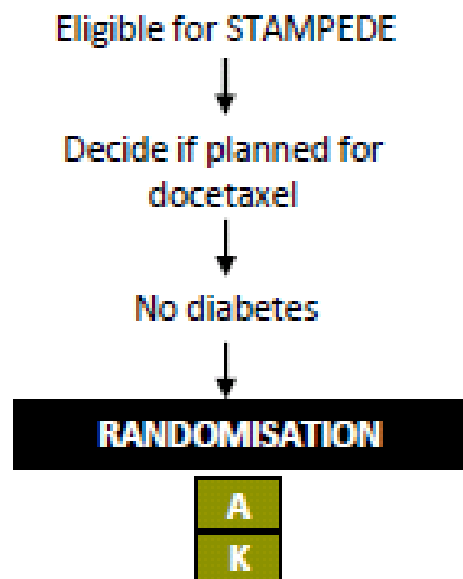 Eligible for STAMPEDE
Decide if planned for
docetaxel
No diabetes
RANDOMISATION
A
K